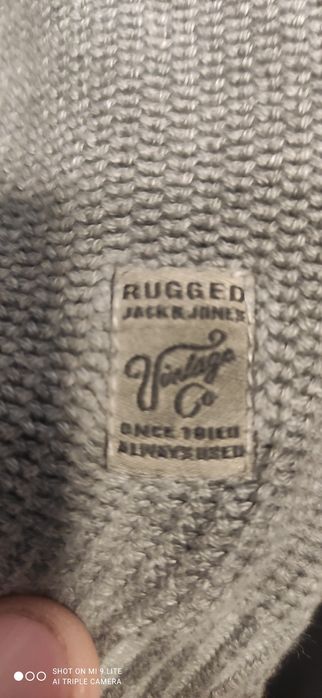 RUGGED
JACK & JONES
Vintage
Co
ONCE TRIED
ALWAYS USED
SHOT ON MI 9 LITE
AI TRIPLE CAMERA